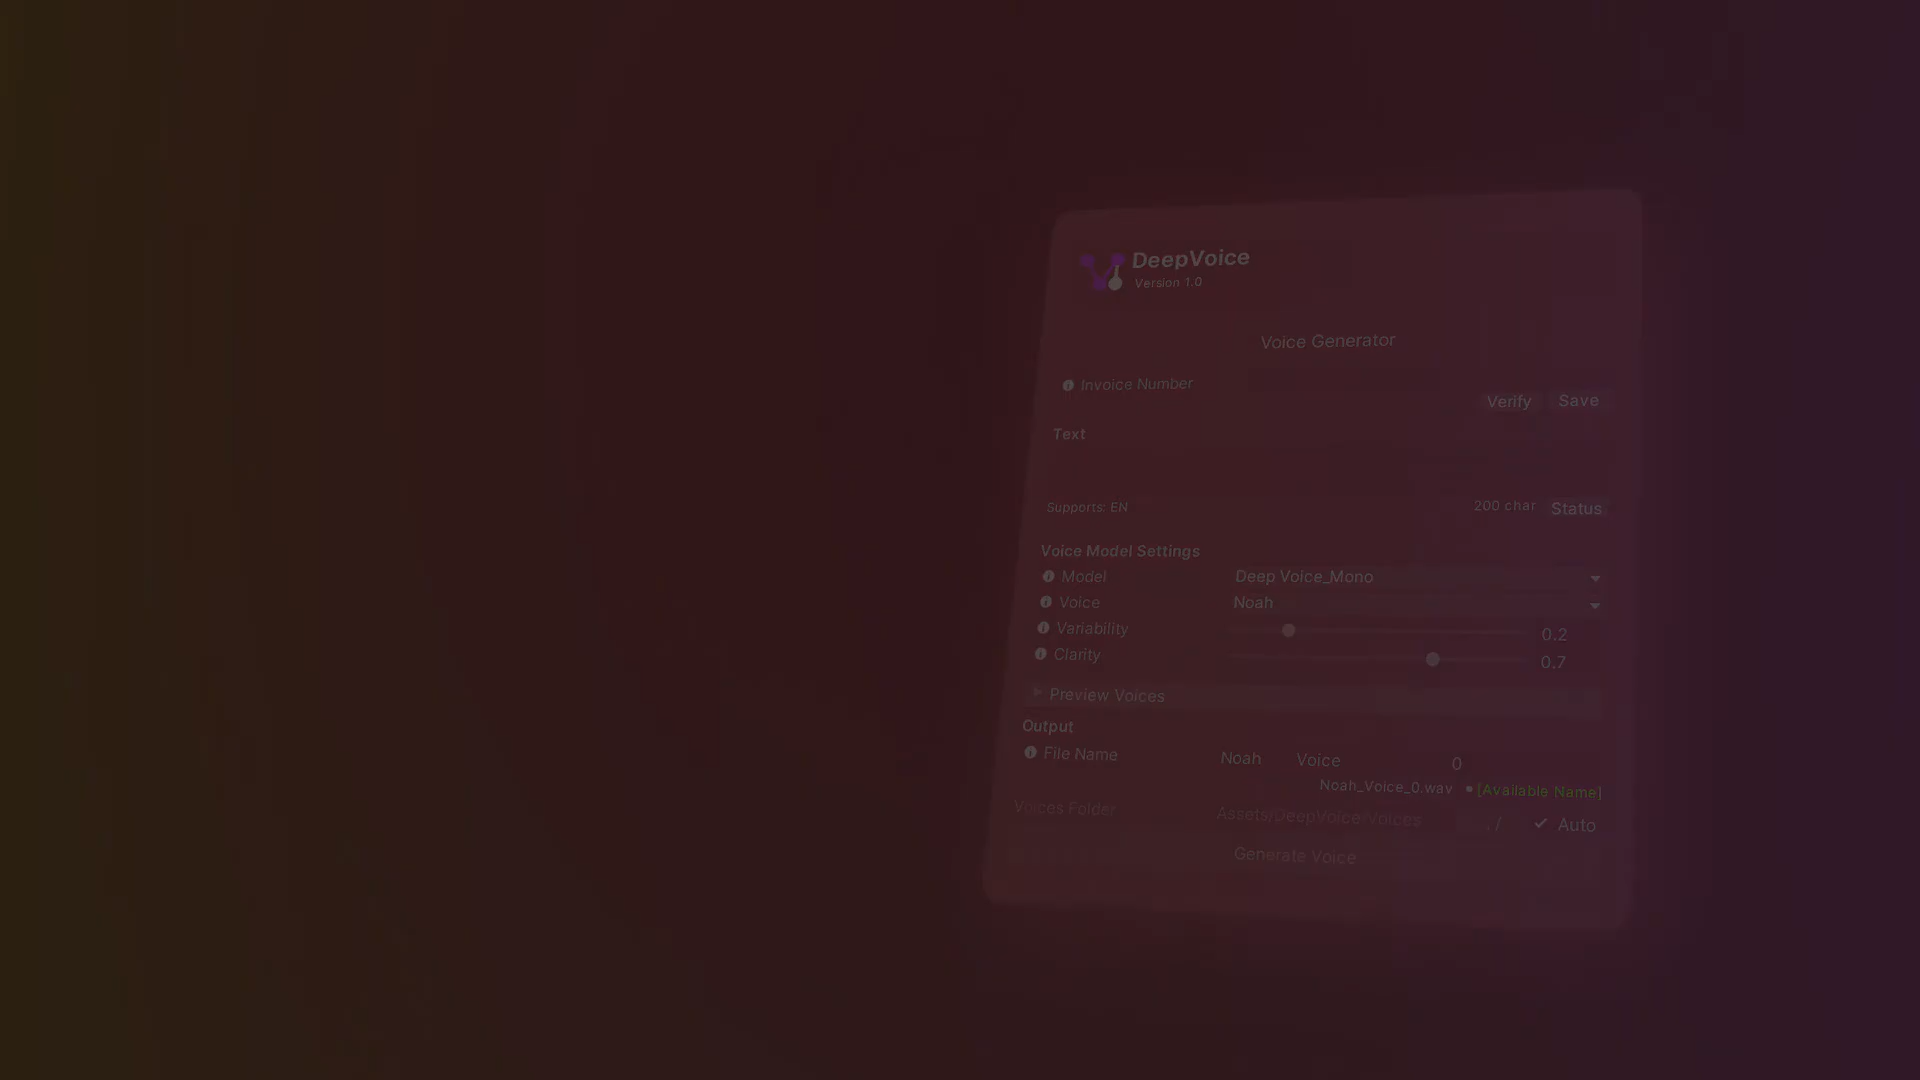 DeepVoice
Version 1.0
Voice Generator
Invoice Number
Verify Save
Text
Supports: EN 200 char Status
Voice Model Settings
Model Deep Voice_Mono
Voice Noah
Variability 0.2
Clarity 0.7
Preview Voices
Output
File Name Noah Voice 0
Noah_Voice_0.wav • [Available Name]
Voices Folder Assets/DeepVoice/Voices ./ ✓ Auto
Generate Voice